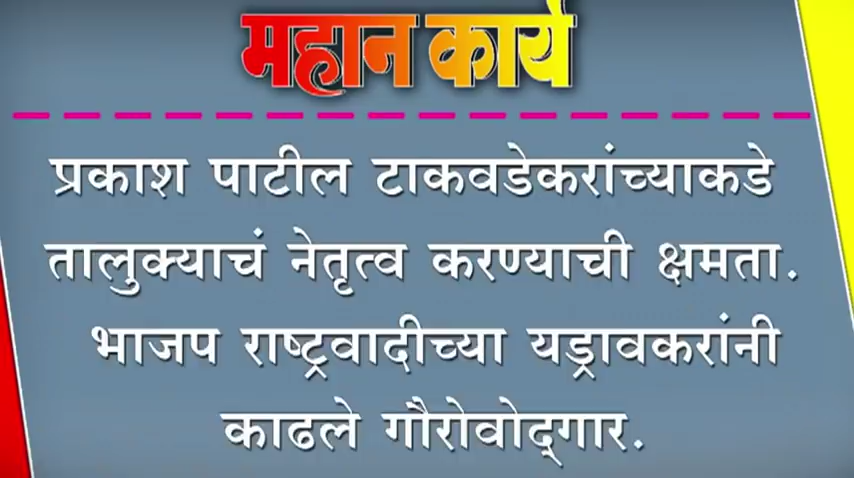 महान कार्य
प्रकाश पाटील टाकवडेकरांच्याकडे
तालुक्याचं नेतृत्व करण्याची क्षमता.
भाजप राष्ट्रवादीच्या यड्रावकरांनी
काढले गौरोवोद्‌गार.